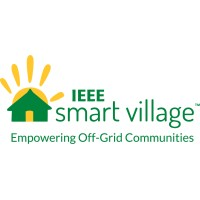 IEEE
smart village™
Empowering Off-Grid Communities